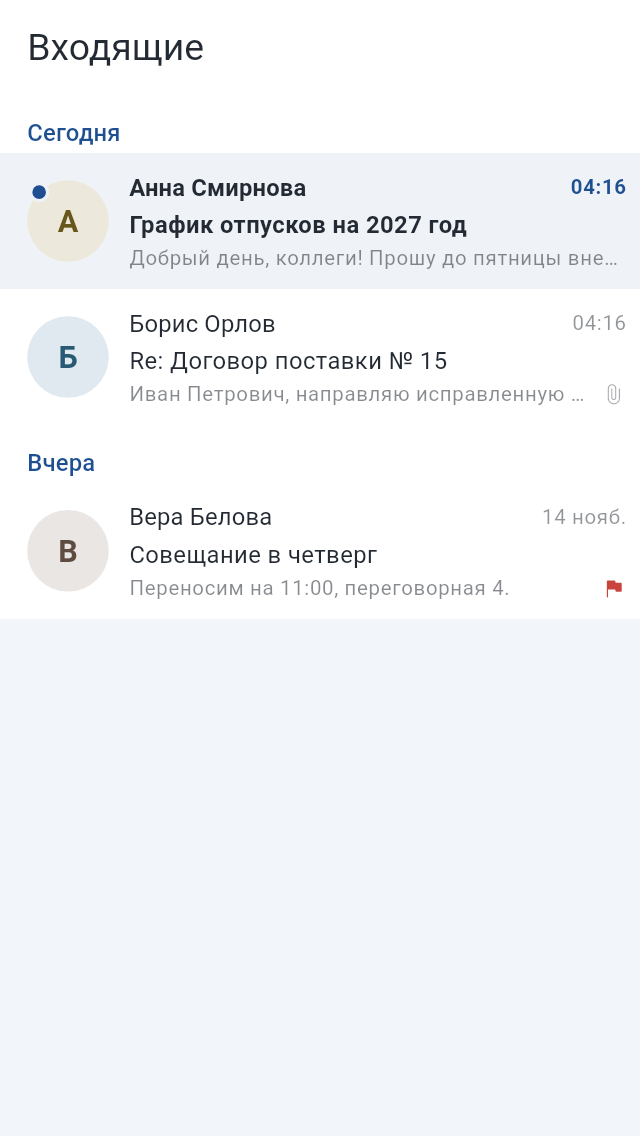 Входящие
Сегодня
А
Анна Смирнова 04:16
График отпусков на 2027 год
Добрый день, коллеги! Прошу до пятницы вне…
Б
Борис Орлов 04:16
Re: Договор поставки № 15
Иван Петрович, направляю исправленную …
Вчера
В
Вера Белова 14 нояб.
Совещание в четверг
Переносим на 11:00, переговорная 4.